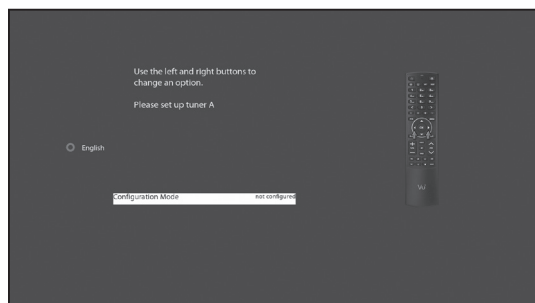 Use the left and right buttons to
change an option.
Please set up tuner A
English
Configuration Mode not configured
VU